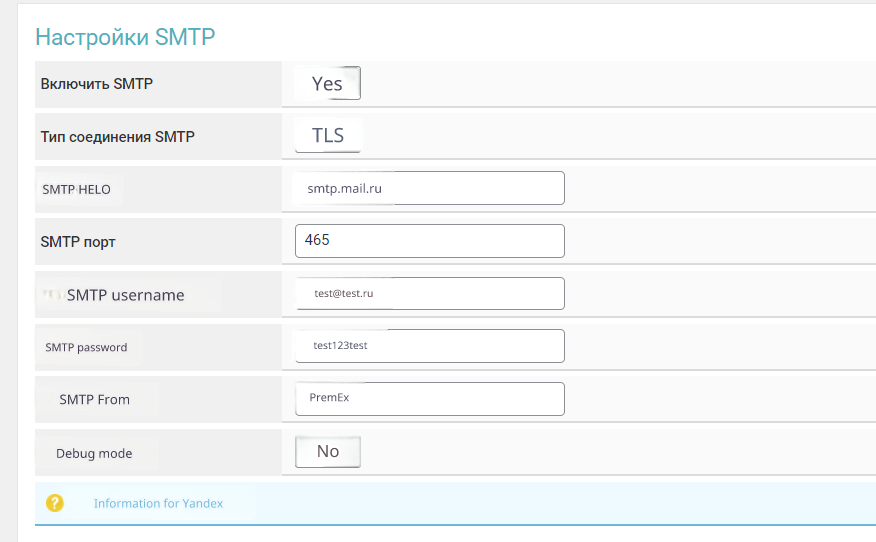 Настройки SMTP
Включить SMTP Yes
Тип соединения SMTP TLS
SMTP HELO smtp.mail.ru
SMTP порт 465
SMTP username test@test.ru
SMTP password test123test
SMTP From PremEx
Debug mode No
? Information for Yandex